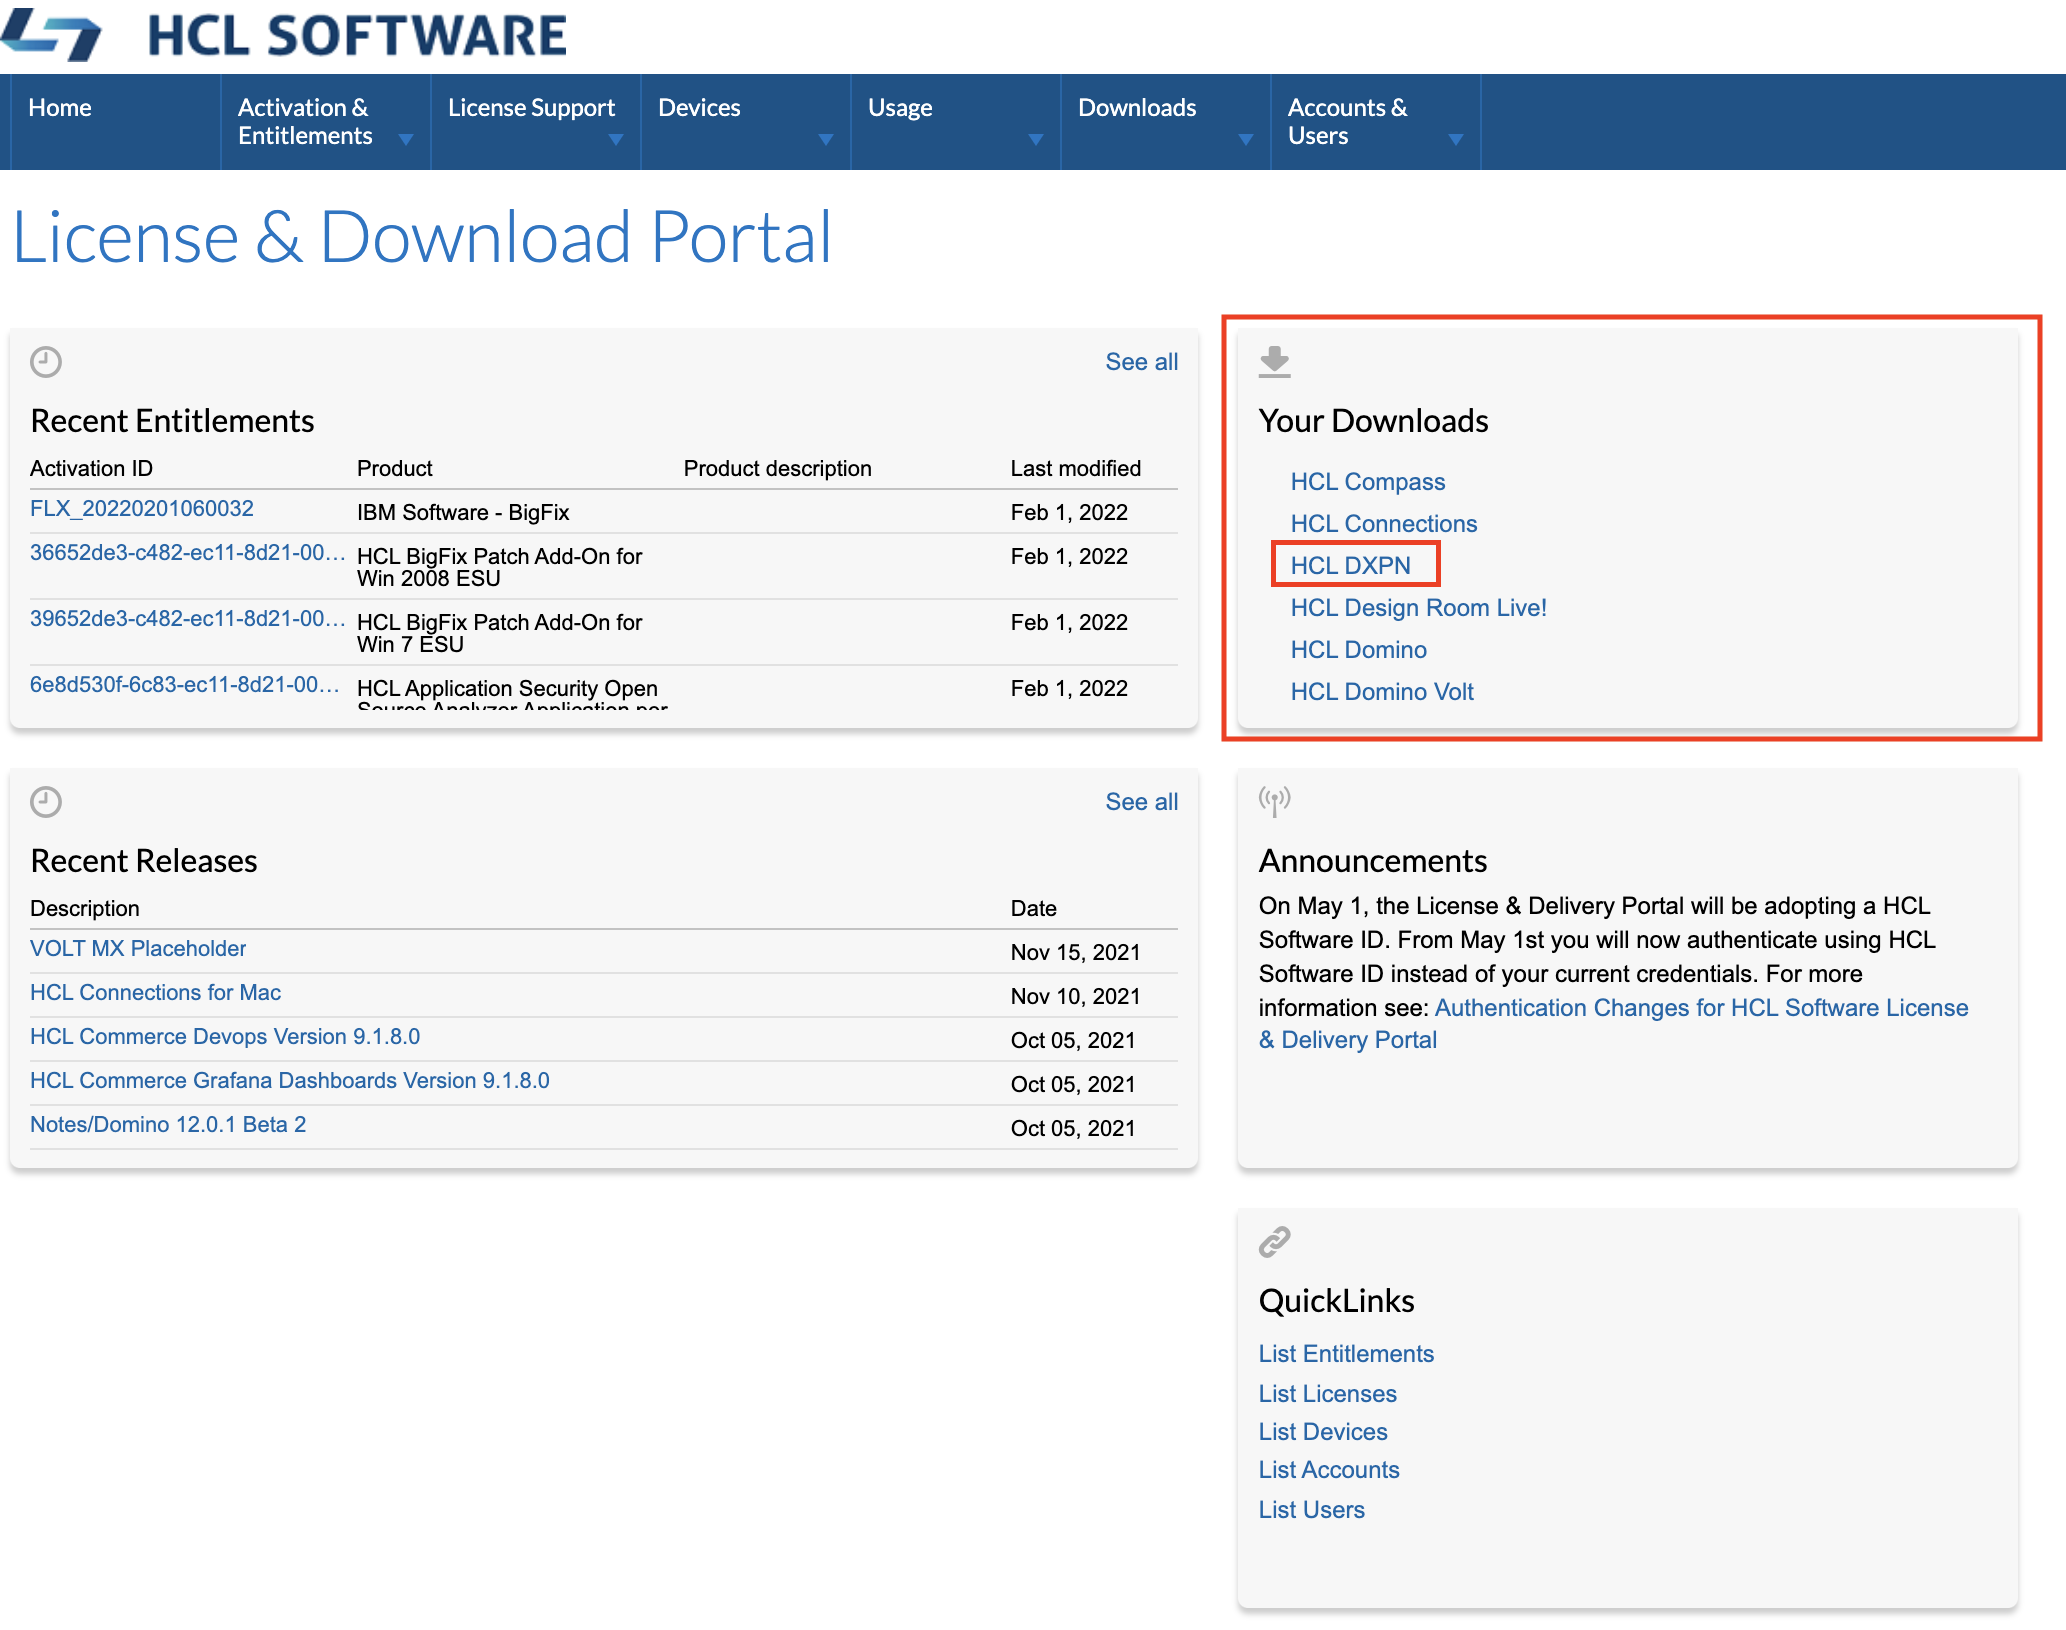 HCL SOFTWARE
Home
Activation &
Entitlements
License Support
Devices
Usage
Downloads
Accounts &
Users
License & Download Portal
See all
Recent Entitlements
Activation ID Product Product description Last modified
FLX_20220201060032 IBM Software - BigFix Feb 1, 2022
36652de3-c482-ec11-8d21-00... HCL BigFix Patch Add-On for Feb 1, 2022
Win 2008 ESU
39652de3-c482-ec11-8d21-00... HCL BigFix Patch Add-On for Feb 1, 2022
Win 7 ESU
6e8d530f-6c83-ec11-8d21-00... HCL Application Security Open Feb 1, 2022
Source Analyzer Application per
Your Downloads
HCL Compass
HCL Connections
HCL DXPN
HCL Design Room Live!
HCL Domino
HCL Domino Volt
See all
Recent Releases
Description Date
VOLT MX Placeholder Nov 15, 2021
HCL Connections for Mac Nov 10, 2021
HCL Commerce Devops Version 9.1.8.0 Oct 05, 2021
HCL Commerce Grafana Dashboards Version 9.1.8.0 Oct 05, 2021
Notes/Domino 12.0.1 Beta 2 Oct 05, 2021
Announcements
On May 1, the License & Delivery Portal will be adopting a HCL
Software ID. From May 1st you will now authenticate using HCL
Software ID instead of your current credentials. For more
information see: Authentication Changes for HCL Software License
& Delivery Portal
QuickLinks
List Entitlements
List Licenses
List Devices
List Accounts
List Users